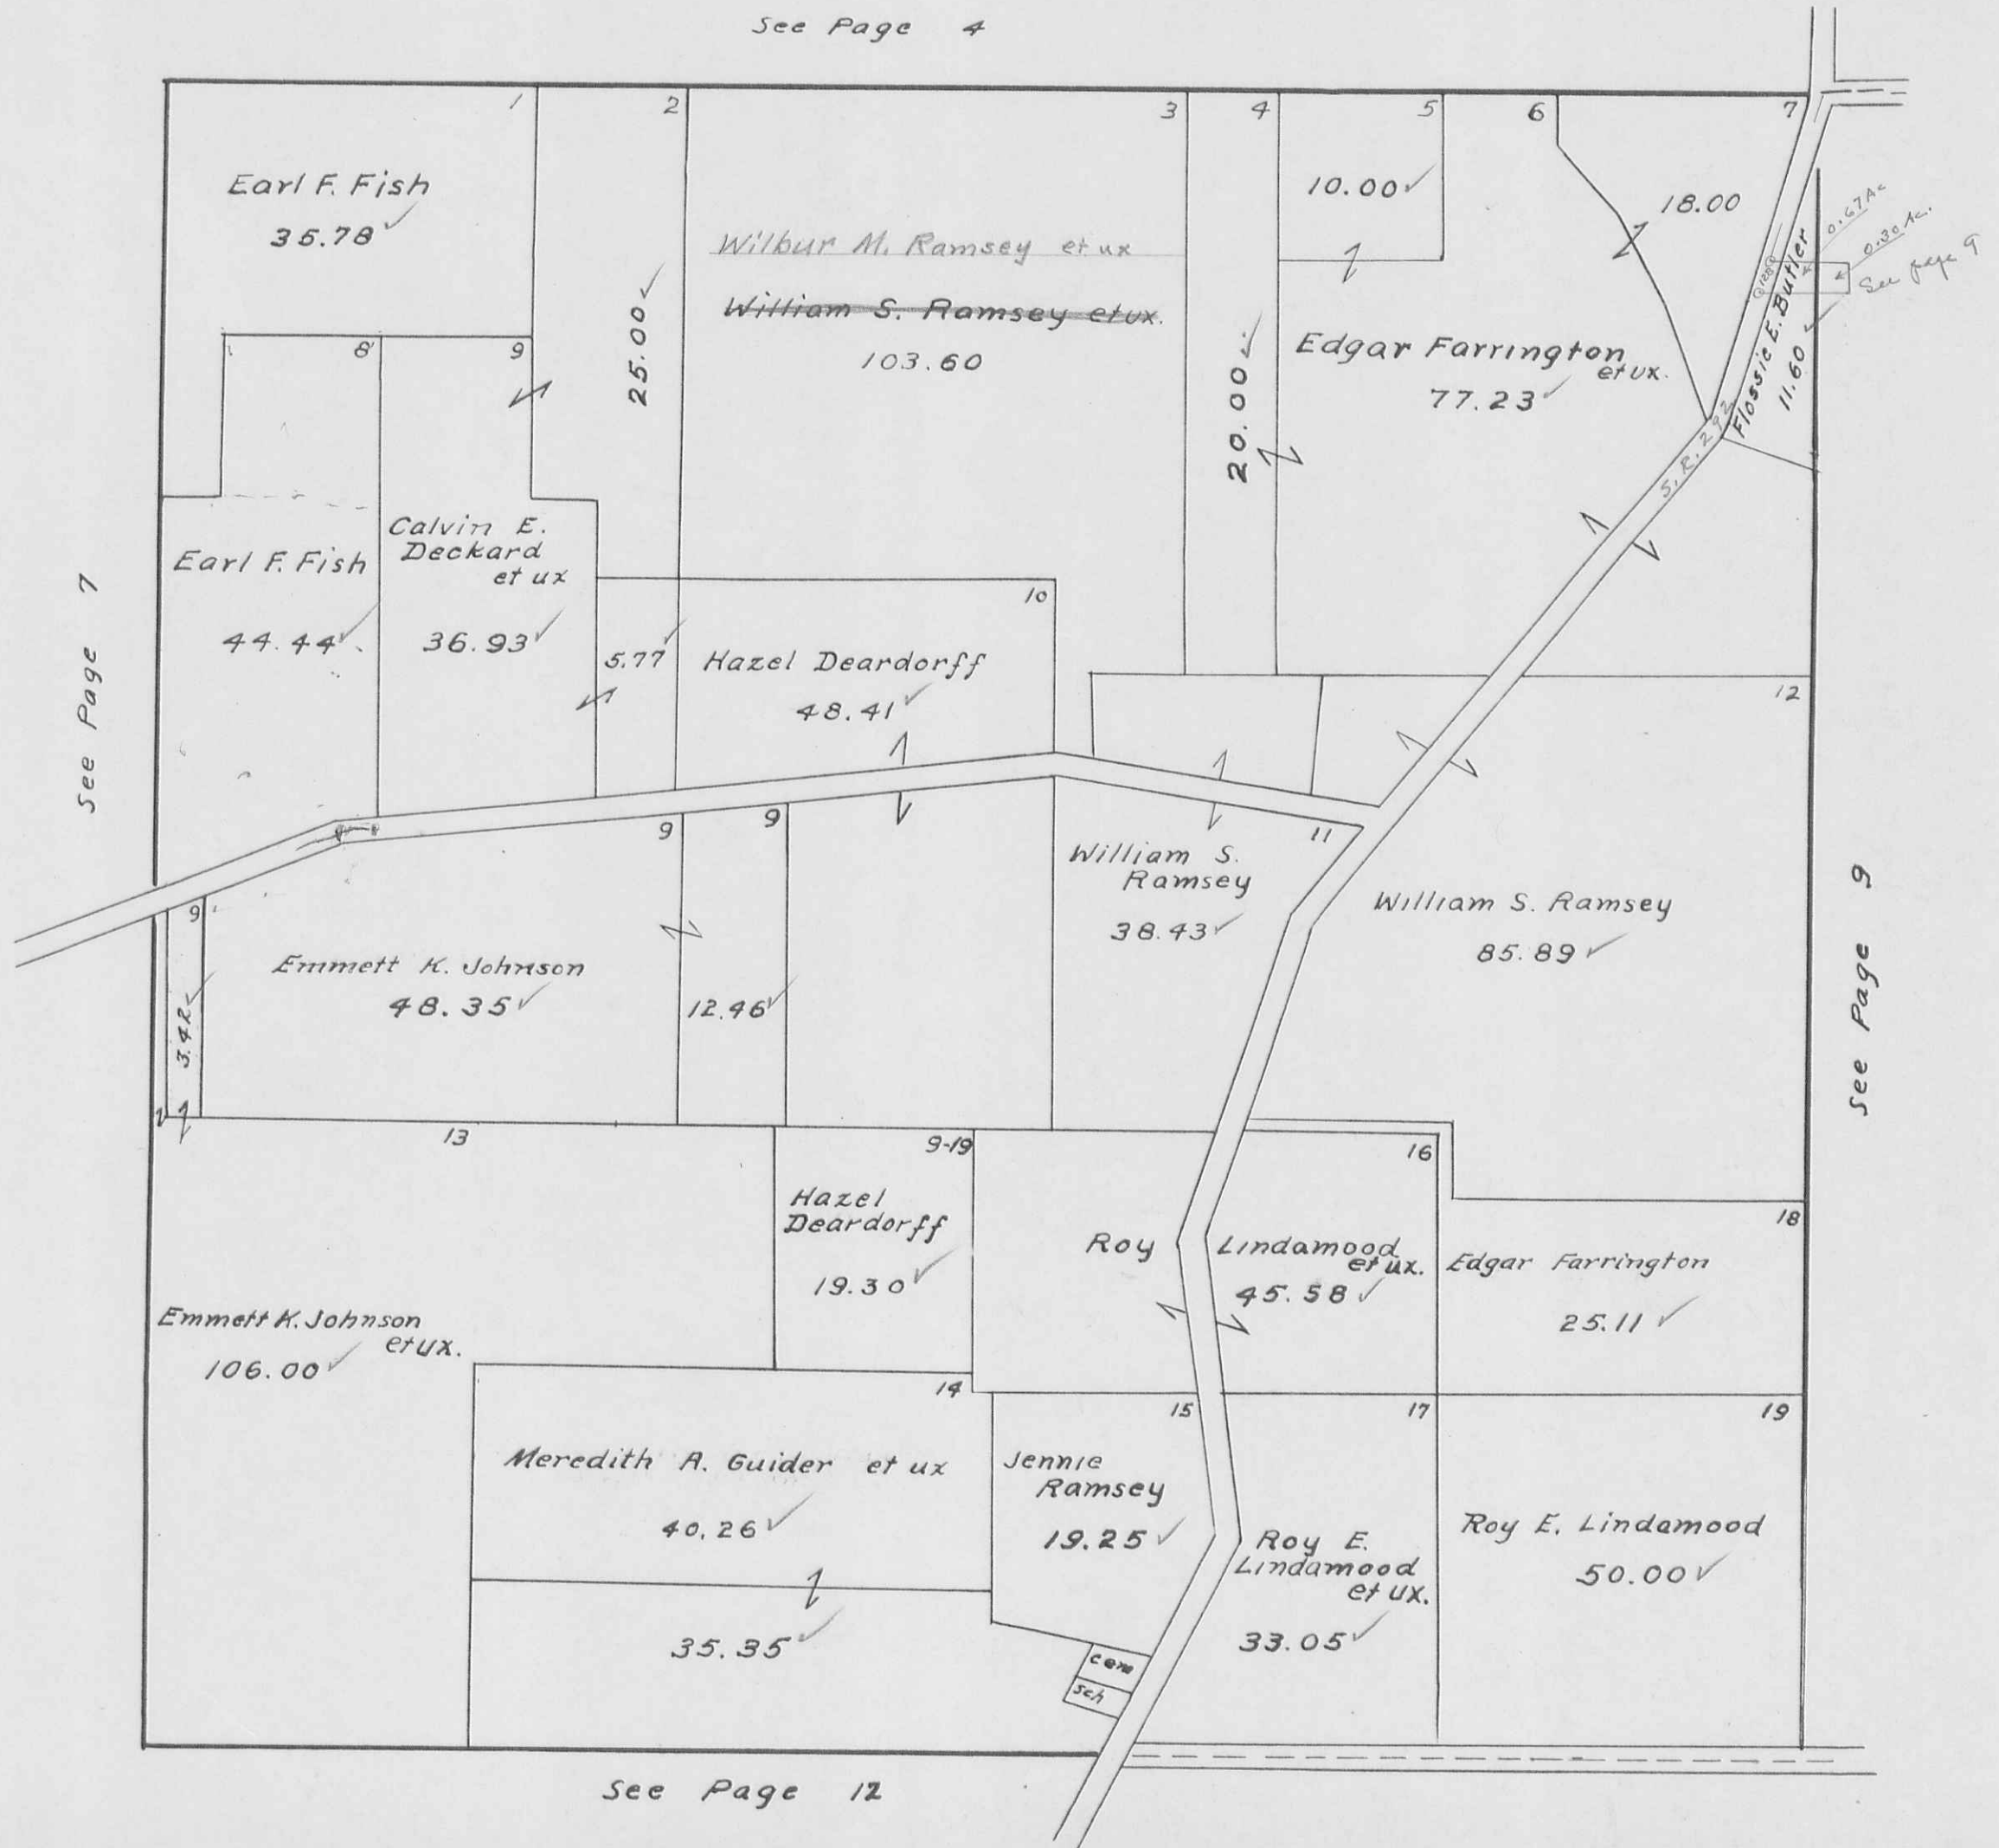 See Page 4
1
2
3
4
5
6
7
Earl F. Fish
35.78
25.00
Wilbur M. Ramsey et ux
William S. Ramsey et ux.
103.60
20.00
10.00
18.00
Edgar Farrington
et ux.
77.23
Flossie E. Butler
11.60
0.67 Ac
0.30 Ac.
See page 9
S. R. 292
8
9
Earl F. Fish
44.44
Calvin E.
Deckard
et ux
36.93
5.77
10
Hazel Deardorff
48.41
12
See Page 7
9
9
9
3.42
Emmett K. Johnson
48.35
12.46
11
William S.
Ramsey
38.43
William S. Ramsey
85.89
See Page 9
13
9-19
16
18
Hazel
Deardorff
19.30
Roy Lindamood
et ux.
45.58
Edgar Farrington
25.11
Emmett K. Johnson
et ux.
106.00
14
15
17
19
Meredith A. Guider et ux
40.26
Jennie
Ramsey
19.25
Roy E.
Lindamood
et ux.
33.05
Roy E. Lindamood
50.00
35.35
cem
sch
See Page 12